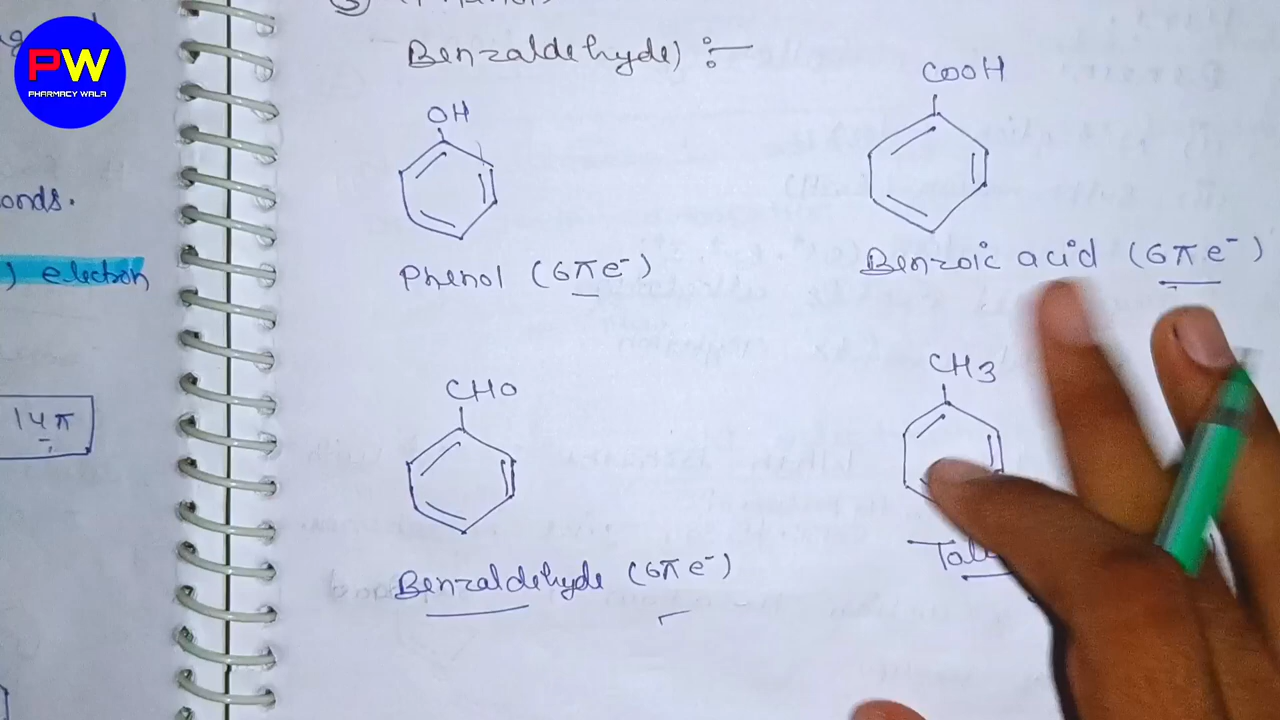 PW
PHARMACY WALA
onds.
) electron
14π
Benzaldehyde) :-
OH
Phenol (6πe⁻)
COOH
Benzoic acid (6πe⁻)
CHO
Benzaldehyde (6πe⁻)
CH3